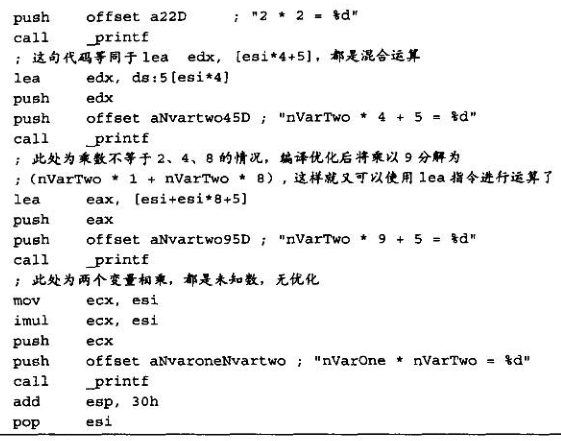 push offset a22D ; "2 * 2 = %d"
call _printf
; 这句代码等同于lea edx, [esi*4+5]，都是混合运算
lea edx, ds:5[esi*4]
push edx
push offset aNvartwo45D ; "nVarTwo * 4 + 5 = %d"
call _printf
; 此处为乘数不等于 2、4、8 的情况，编译优化后将乘以 9 分解为
; (nVarTwo * 1 + nVarTwo * 8) ，这样就又可以使用 lea 指令进行运算了
lea eax, [esi+esi*8+5]
push eax
push offset aNvartwo95D ; "nVarTwo * 9 + 5 = %d"
call _printf
; 此处为两个变量相乘，都是未知数，无优化
mov ecx, esi
imul ecx, esi
push ecx
push offset aNvaroneNvartwo ; "nVarOne * nVarTwo = %d"
call _printf
add esp, 30h
pop esi